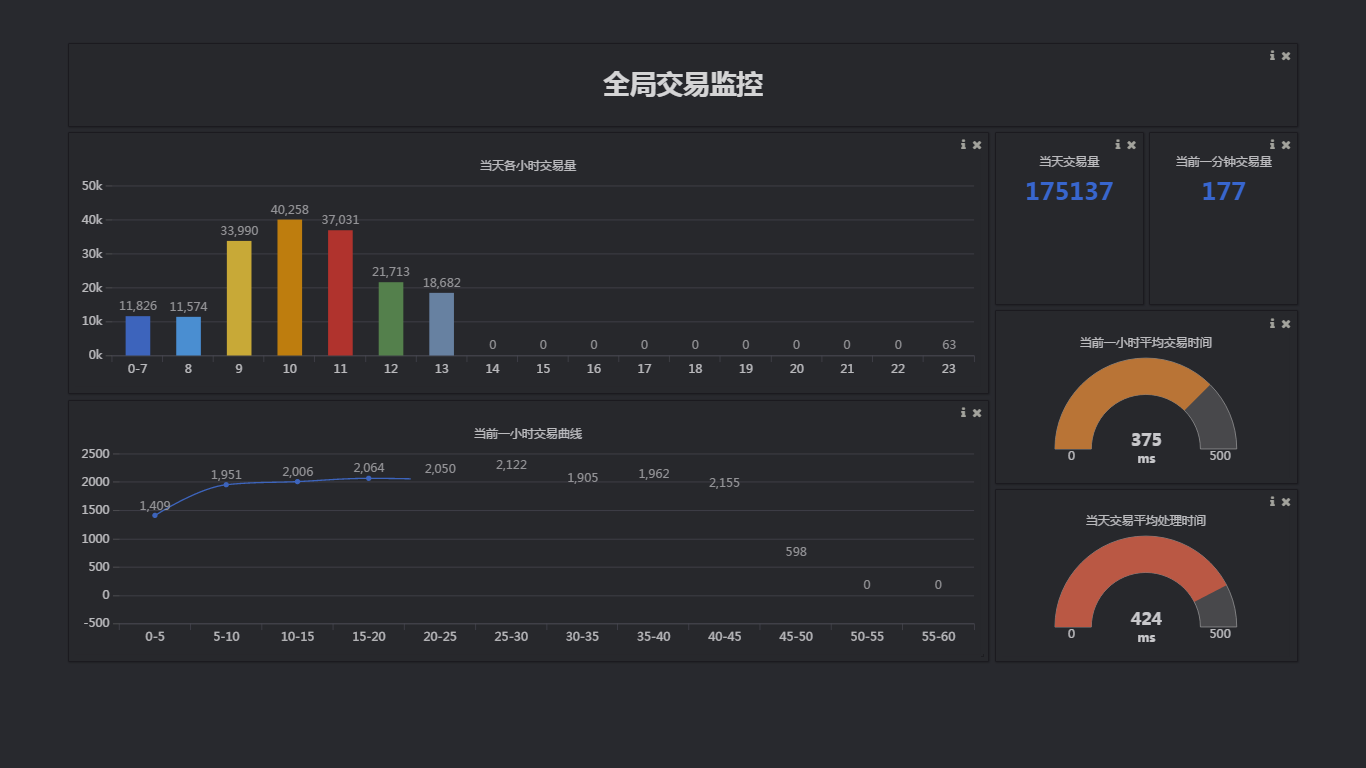 全局交易监控
当天各小时交易量
50k
40k
30k
20k
10k
0k
11,826 11,574 33,990 40,258 37,031 21,713 18,682 0 0 0 0 0 0 0 0 0 63
0-7 8 9 10 11 12 13 14 15 16 17 18 19 20 21 22 23
当天交易量
175137
当前一分钟交易量
177
当前一小时平均交易时间
375
ms
0 500
当前一小时交易曲线
2500
2000
1500
1000
500
0
-500
1,409 1,951 2,006 2,064 2,050 2,122 1,905 1,962 2,155 598 0 0
0-5 5-10 10-15 15-20 20-25 25-30 30-35 35-40 40-45 45-50 50-55 55-60
当天交易平均处理时间
424
ms
0 500